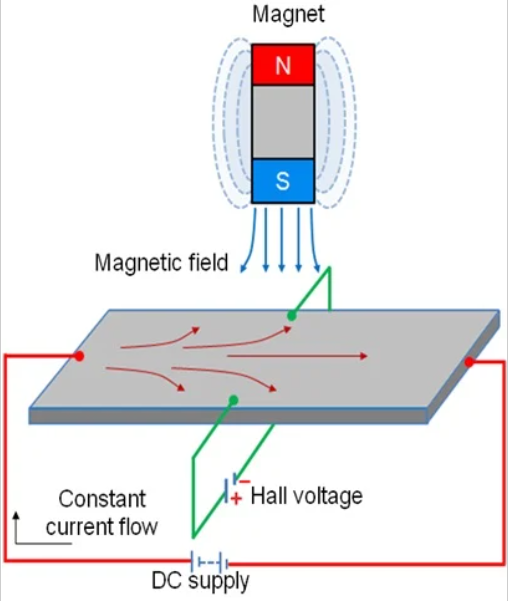 Magnet
N
S
Magnetic field
− 
+ Hall voltage
Constant
current flow
DC supply